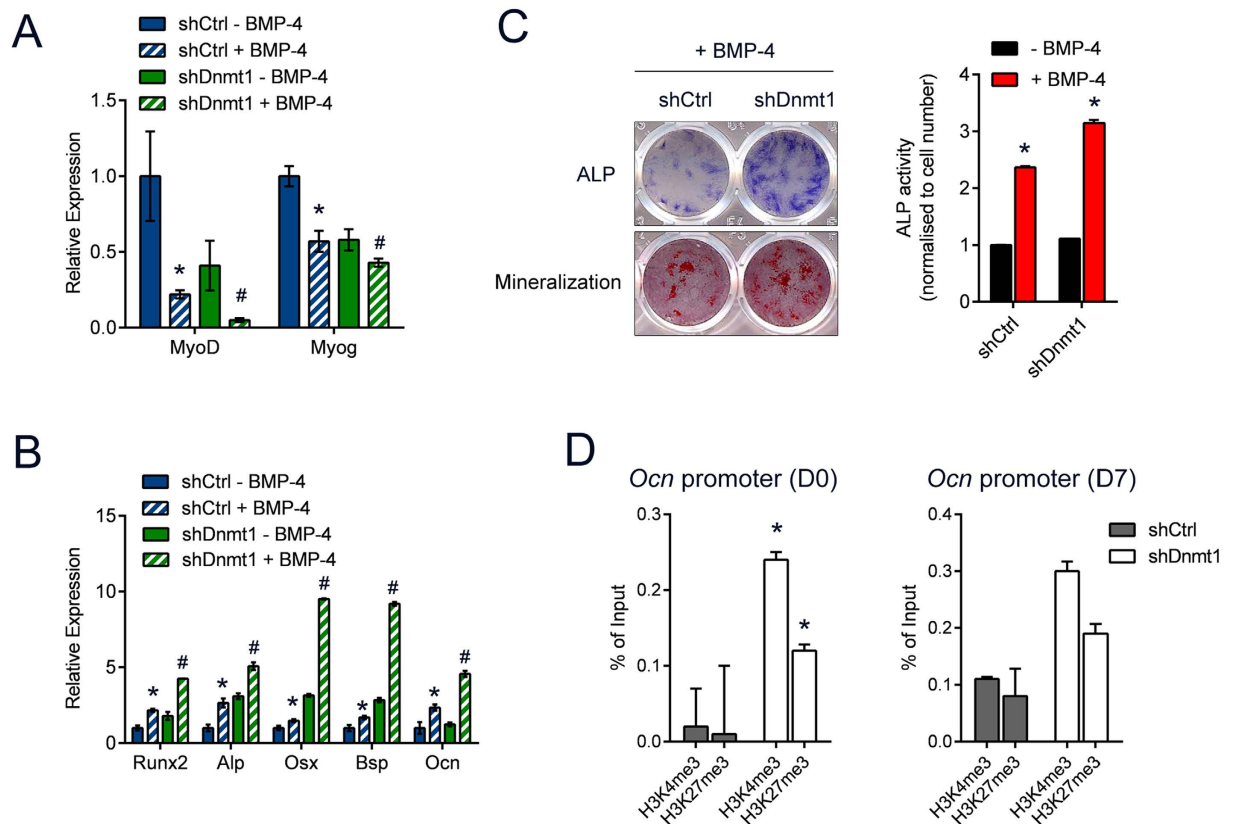 A
shCtrl - BMP-4
shCtrl + BMP-4
shDnmt1 - BMP-4
shDnmt1 + BMP-4
Relative Expression
1.5
1.0
0.5
0.0
*
#
*
#
MyoD
Myog
B
shCtrl - BMP-4
shCtrl + BMP-4
shDnmt1 - BMP-4
shDnmt1 + BMP-4
Relative Expression
15
10
5
0
* # * # * # * # * #
Runx2 Alp Osx Bsp Ocn
C
+ BMP-4
shCtrl shDnmt1
ALP
Mineralization
- BMP-4
+ BMP-4
ALP activity
(normalised to cell number)
4
3
2
1
0
*
*
shCtrl
shDnmt1
D
Ocn promoter (D0)
% of Input
0.3
0.2
0.1
0.0
*
*
H3K4me3
H3K27me3
H3K4me3
H3K27me3
Ocn promoter (D7)
shCtrl
shDnmt1
% of Input
0.4
0.3
0.2
0.1
0.0
H3K4me3
H3K27me3
H3K4me3
H3K27me3